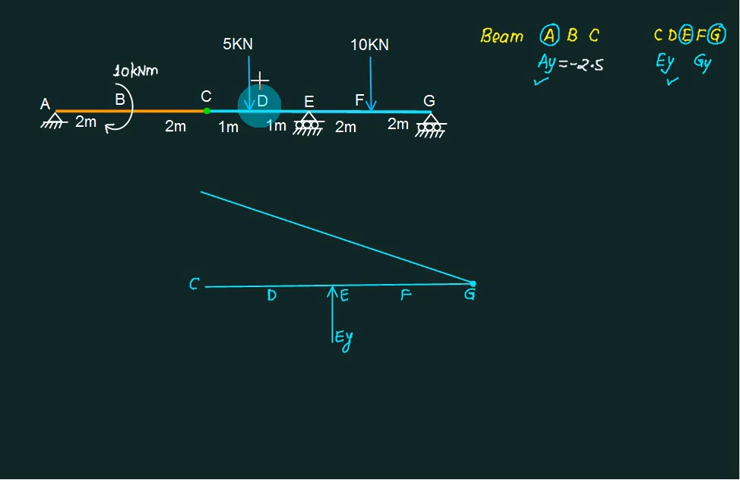 Beam A B C C D E F G
Ay=-2.5 Ey Gy
5KN 10KN
10kNm
A B C D E F G
2m 2m 1m 1m 2m 2m
C D E F G
Ey